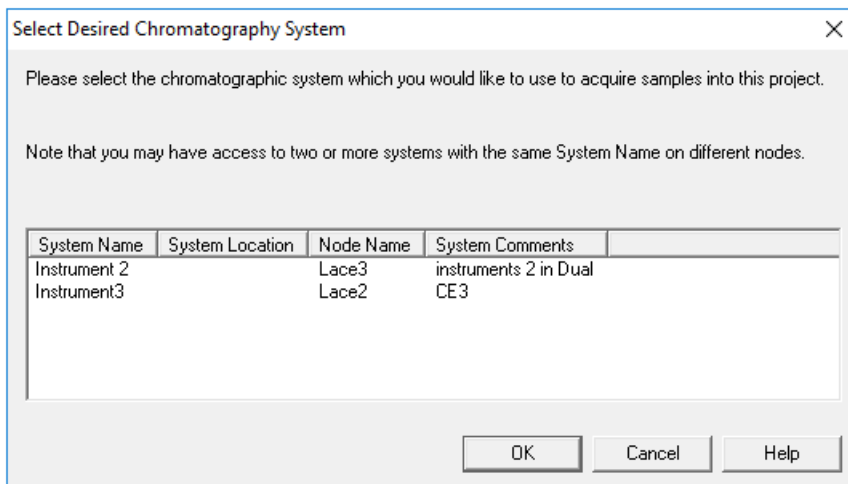 Select Desired Chromatography System
Please select the chromatographic system which you would like to use to acquire samples into this project.
Note that you may have access to two or more systems with the same System Name on different nodes.
System Name System Location Node Name System Comments
Instrument 2 Lace3 instruments 2 in Dual
Instrument3 Lace2 CE3
OK Cancel Help